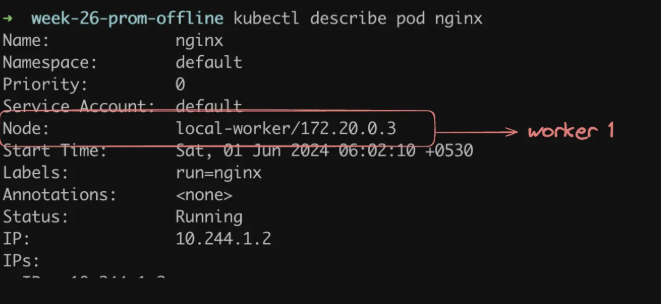 → week-26-prom-offline kubectl describe pod nginx
Name: nginx
Namespace: default
Priority: 0
Service Account: default
Node: local-worker/172.20.0.3 → worker 1
Start Time: Sat, 01 Jun 2024 06:02:10 +0530
Labels: run=nginx
Annotations: <none>
Status: Running
IP: 10.244.1.2
IPs: